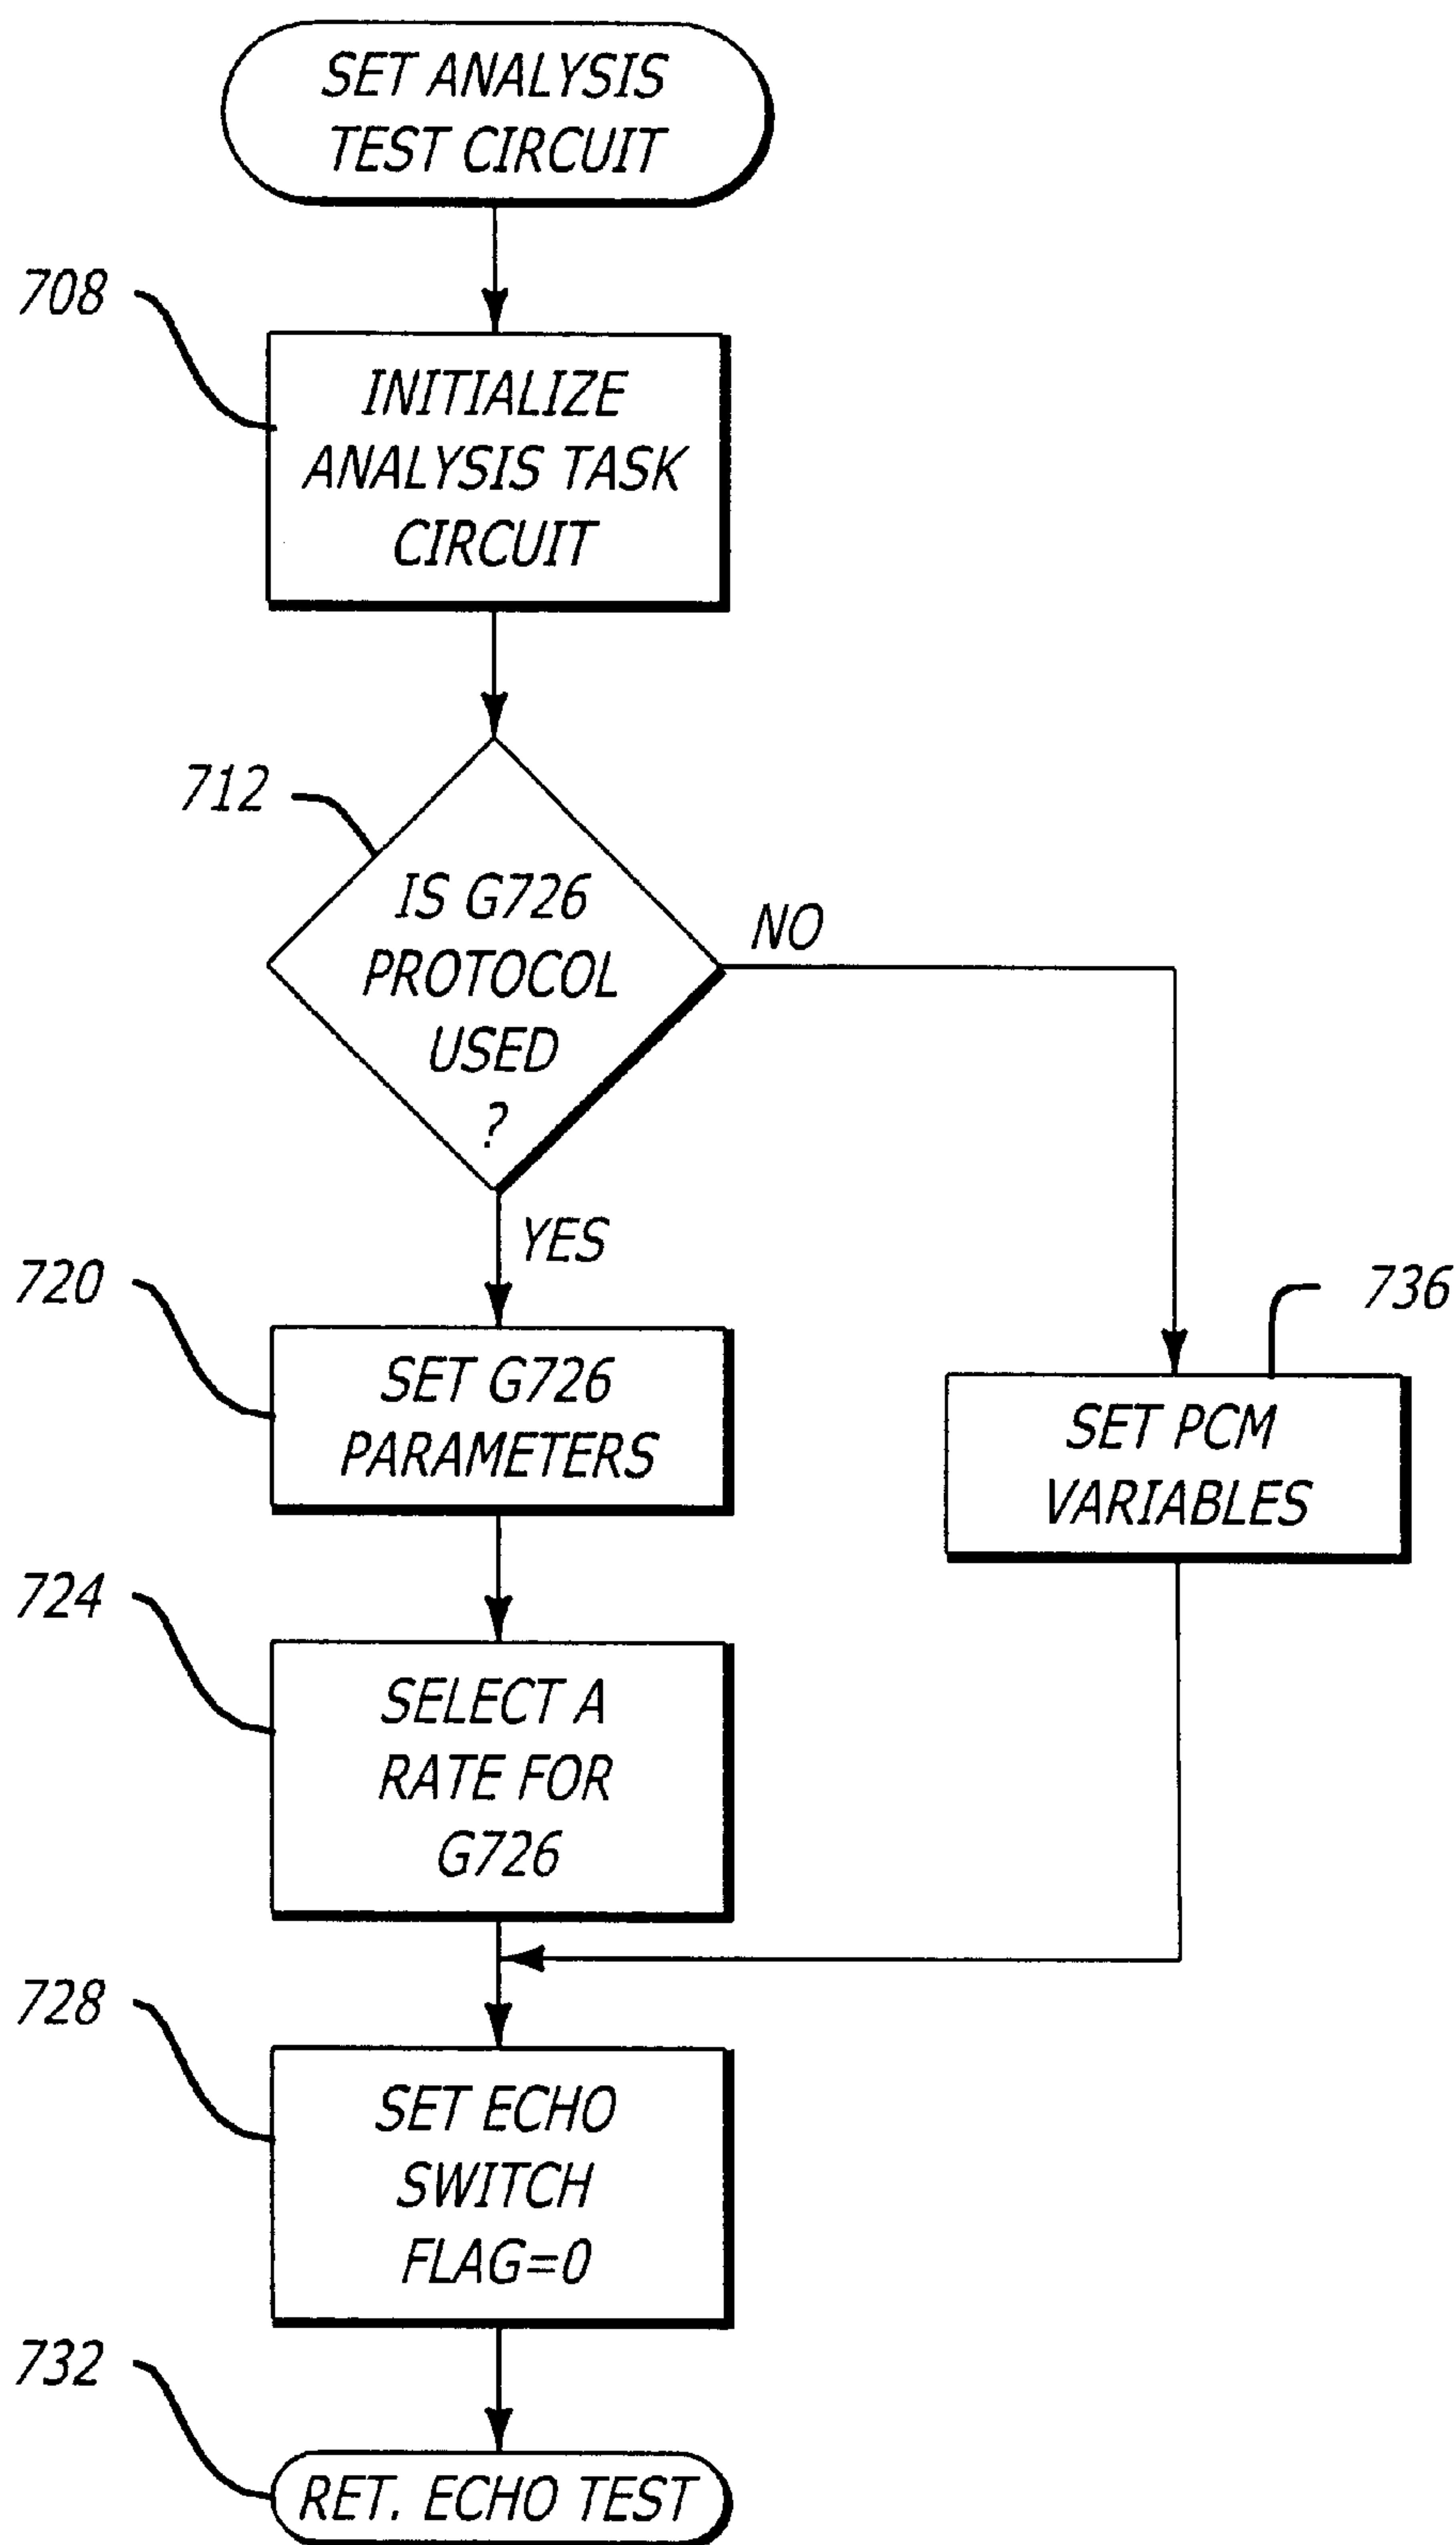 SET ANALYSIS
TEST CIRCUIT
708
INITIALIZE
ANALYSIS TASK
CIRCUIT
712
IS G726
PROTOCOL
USED
?
NO
YES
720
SET G726
PARAMETERS
736
SET PCM
VARIABLES
724
SELECT A
RATE FOR
G726
728
SET ECHO
SWITCH
FLAG=0
732
RET. ECHO TEST